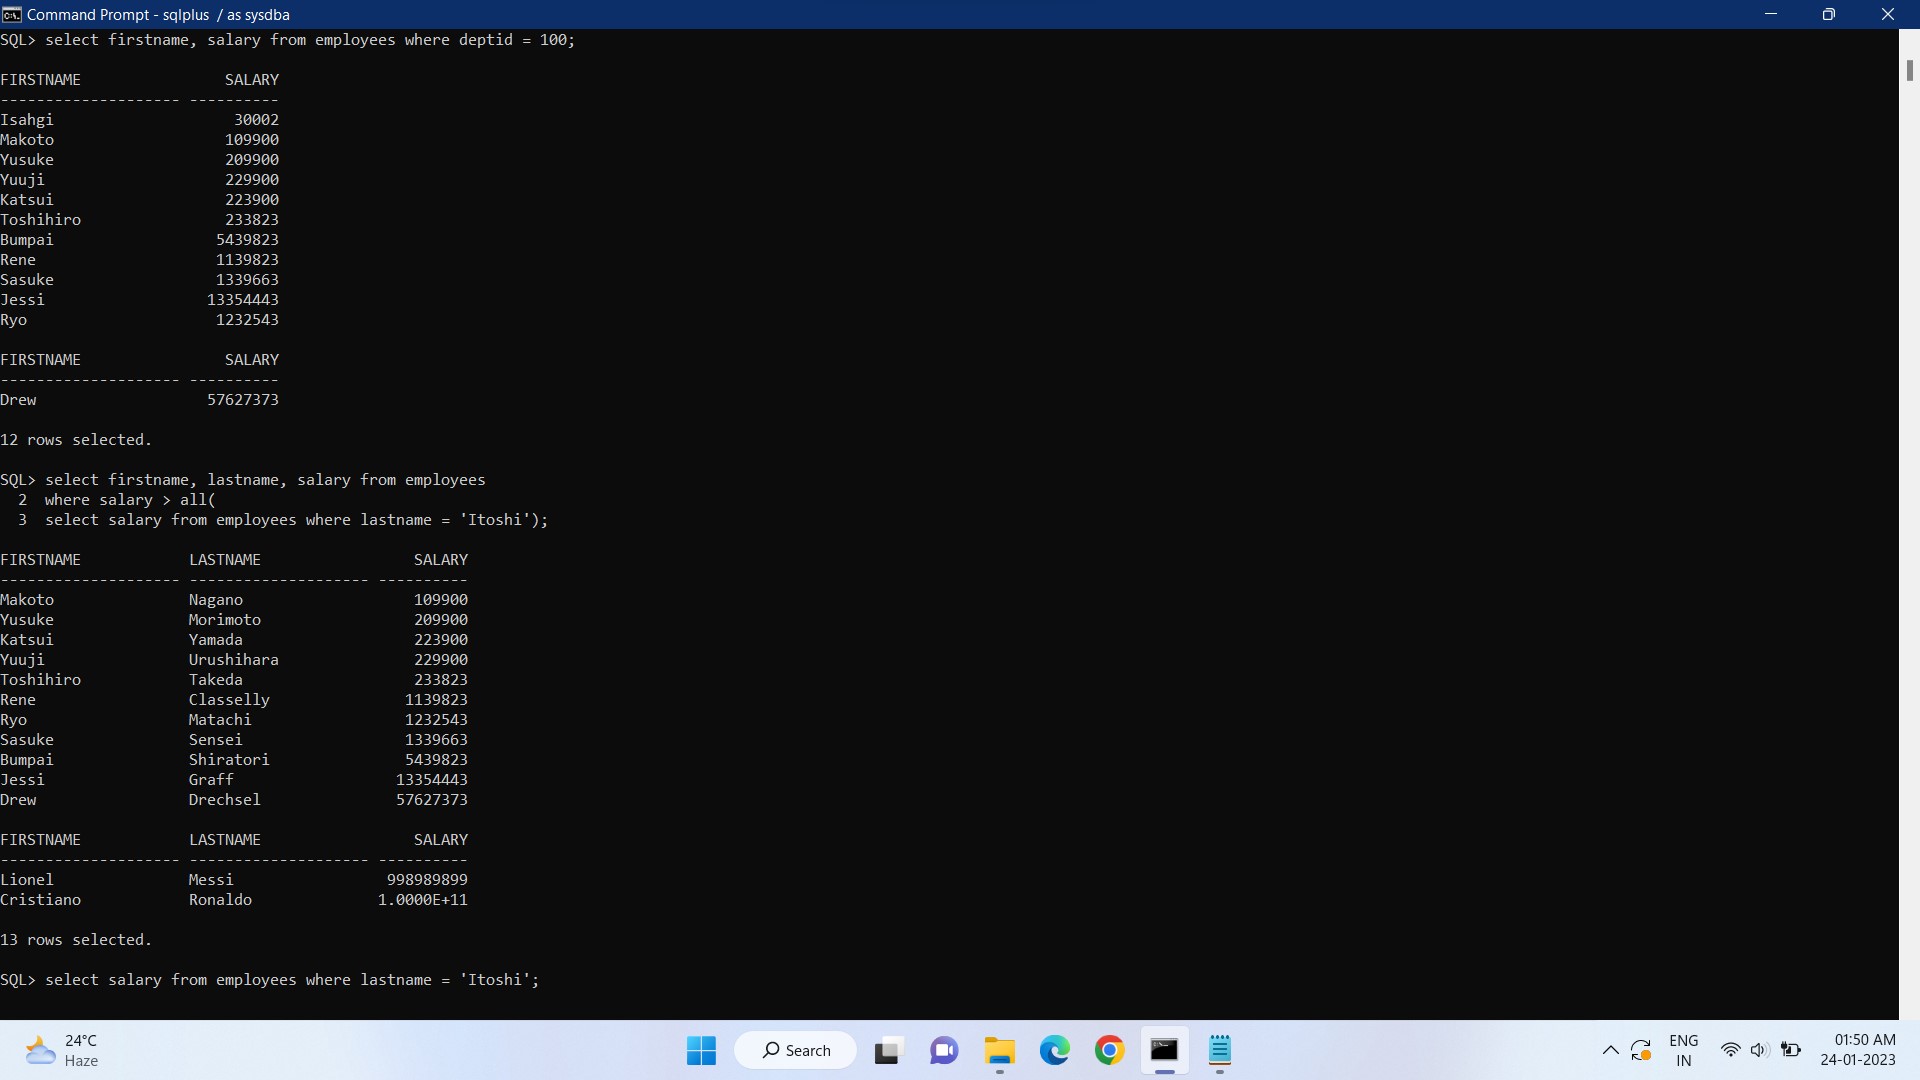 Command Prompt - sqlplus / as sysdba
SQL> select firstname, salary from employees where deptid = 100;
FIRSTNAME SALARY
-------------------- ----------
Isahgi 30002
Makoto 109900
Yusuke 209900
Yuuji 229900
Katsui 223900
Toshihiro 233823
Bumpai 5439823
Rene 1139823
Sasuke 1339663
Jessi 13354443
Ryo 1232543
FIRSTNAME SALARY
-------------------- ----------
Drew 57627373
12 rows selected.
SQL> select firstname, lastname, salary from employees
2 where salary > all(
3 select salary from employees where lastname = 'Itoshi');
FIRSTNAME LASTNAME SALARY
-------------------- -------------------- ----------
Makoto Nagano 109900
Yusuke Morimoto 209900
Katsui Yamada 223900
Yuuji Urushihara 229900
Toshihiro Takeda 233823
Rene Classelly 1139823
Ryo Matachi 1232543
Sasuke Sensei 1339663
Bumpai Shiratori 5439823
Jessi Graff 13354443
Drew Drechsel 57627373
FIRSTNAME LASTNAME SALARY
-------------------- -------------------- ----------
Lionel Messi 998989899
Cristiano Ronaldo 1.0000E+11
13 rows selected.
SQL> select salary from employees where lastname = 'Itoshi';
24°C
Haze
Search
ENG
IN
01:50 AM
24-01-2023